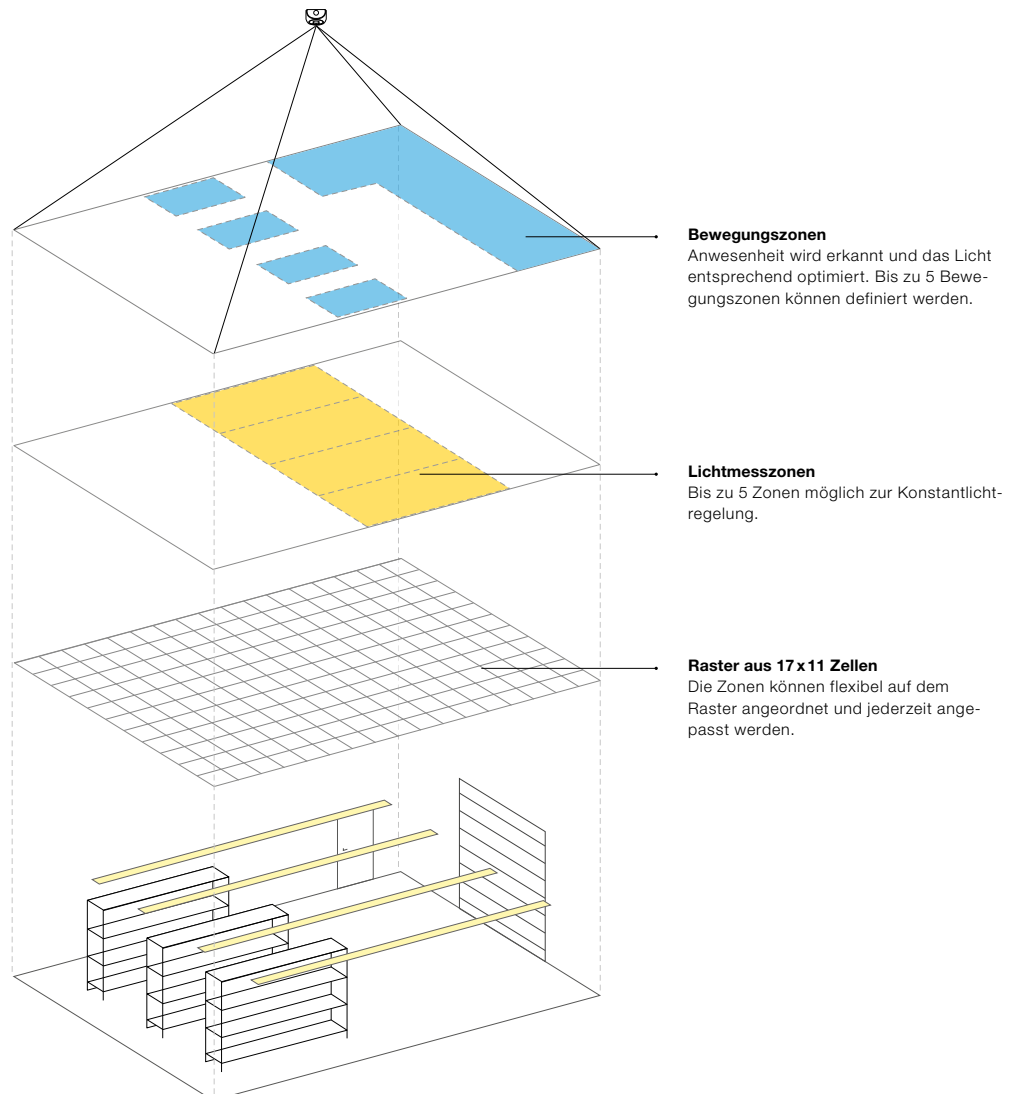 Bewegungszonen
Anwesenheit wird erkannt und das Licht
entsprechend optimiert. Bis zu 5 Bewe-
gungszonen können definiert werden.
Lichtmesszonen
Bis zu 5 Zonen möglich zur Konstantlicht-
regelung.
Raster aus 17 x 11 Zellen
Die Zonen können flexibel auf dem
Raster angeordnet und jederzeit ange-
passt werden.